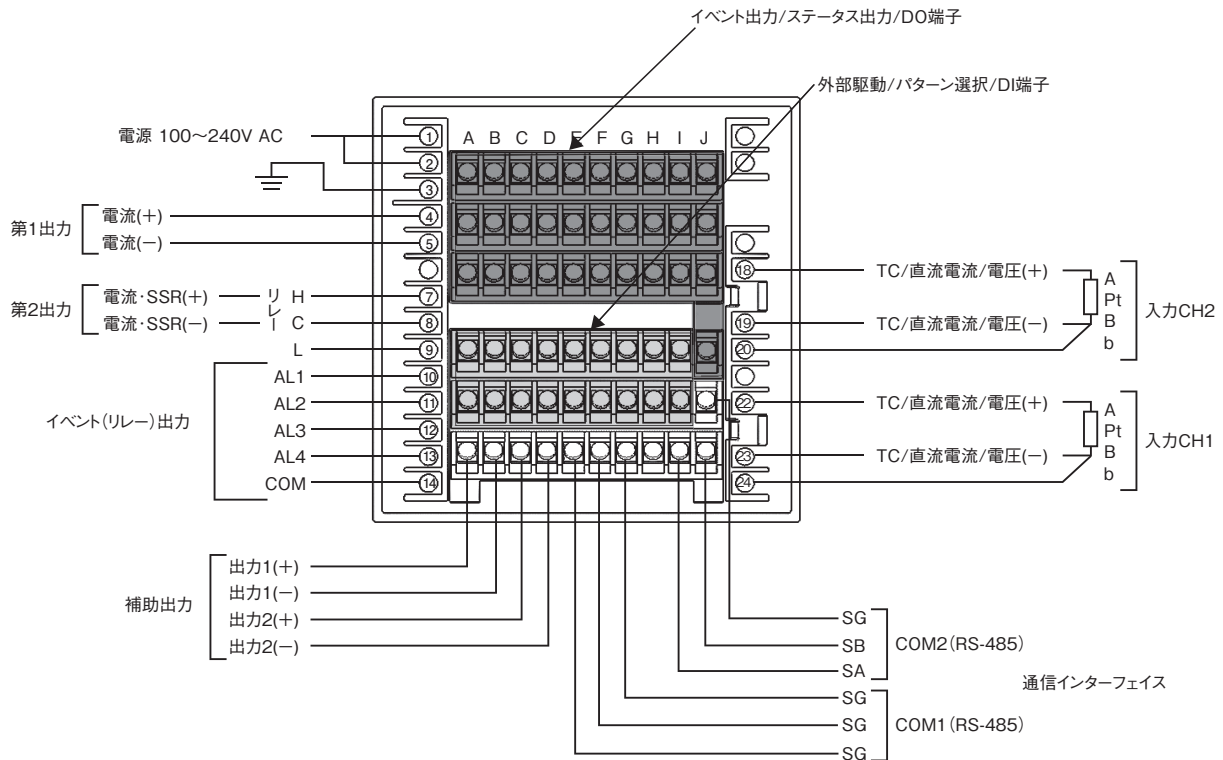 イベント出力/ステータス出力/DO端子
外部駆動/パターン選択/DI端子
電源 100～240V AC
第1出力
電流(+)
電流(−)
第2出力
電流･SSR(+)
電流･SSR(−)
リレー
H
C
L
イベント(リレー)出力
AL1
AL2
AL3
AL4
COM
1
2
3
4
5
7
8
9
10
11
12
13
14
A B C D E F G H I J
18
19
20
22
23
24
TC/直流電流/電圧(+)
TC/直流電流/電圧(−)
A
Pt
B
b
入力CH2
TC/直流電流/電圧(+)
TC/直流電流/電圧(−)
A
Pt
B
b
入力CH1
補助出力
出力1(+)
出力1(−)
出力2(+)
出力2(−)
SG
SB
SA
COM2(RS-485)
通信インターフェイス
SG
SG
SG
COM1(RS-485)